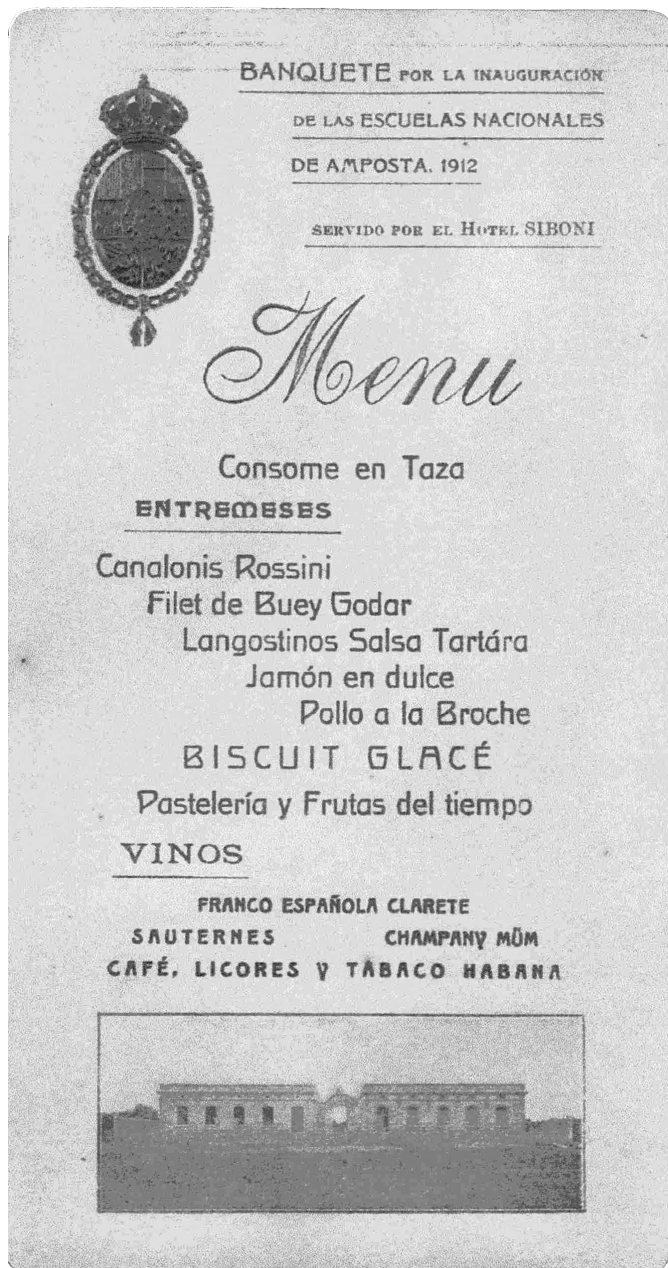 BANQUETE POR LA INAUGURACIÓN
DE LAS ESCUELAS NACIONALES
DE AMPOSTA. 1912
SERVIDO POR EL HOTEL SIBONI
Menu
Consome en Taza
ENTREMESES
Canalonis Rossini
Filet de Buey Godar
Langostinos Salsa Tartára
Jamón en dulce
Pollo a la Broche
BISCUIT GLACÉ
Pastelería y Frutas del tiempo
VINOS
FRANCO ESPAÑOLA CLARETE
SAUTERNES CHAMPANY MÜM
CAFÉ, LICORES Y TABACO HABANA